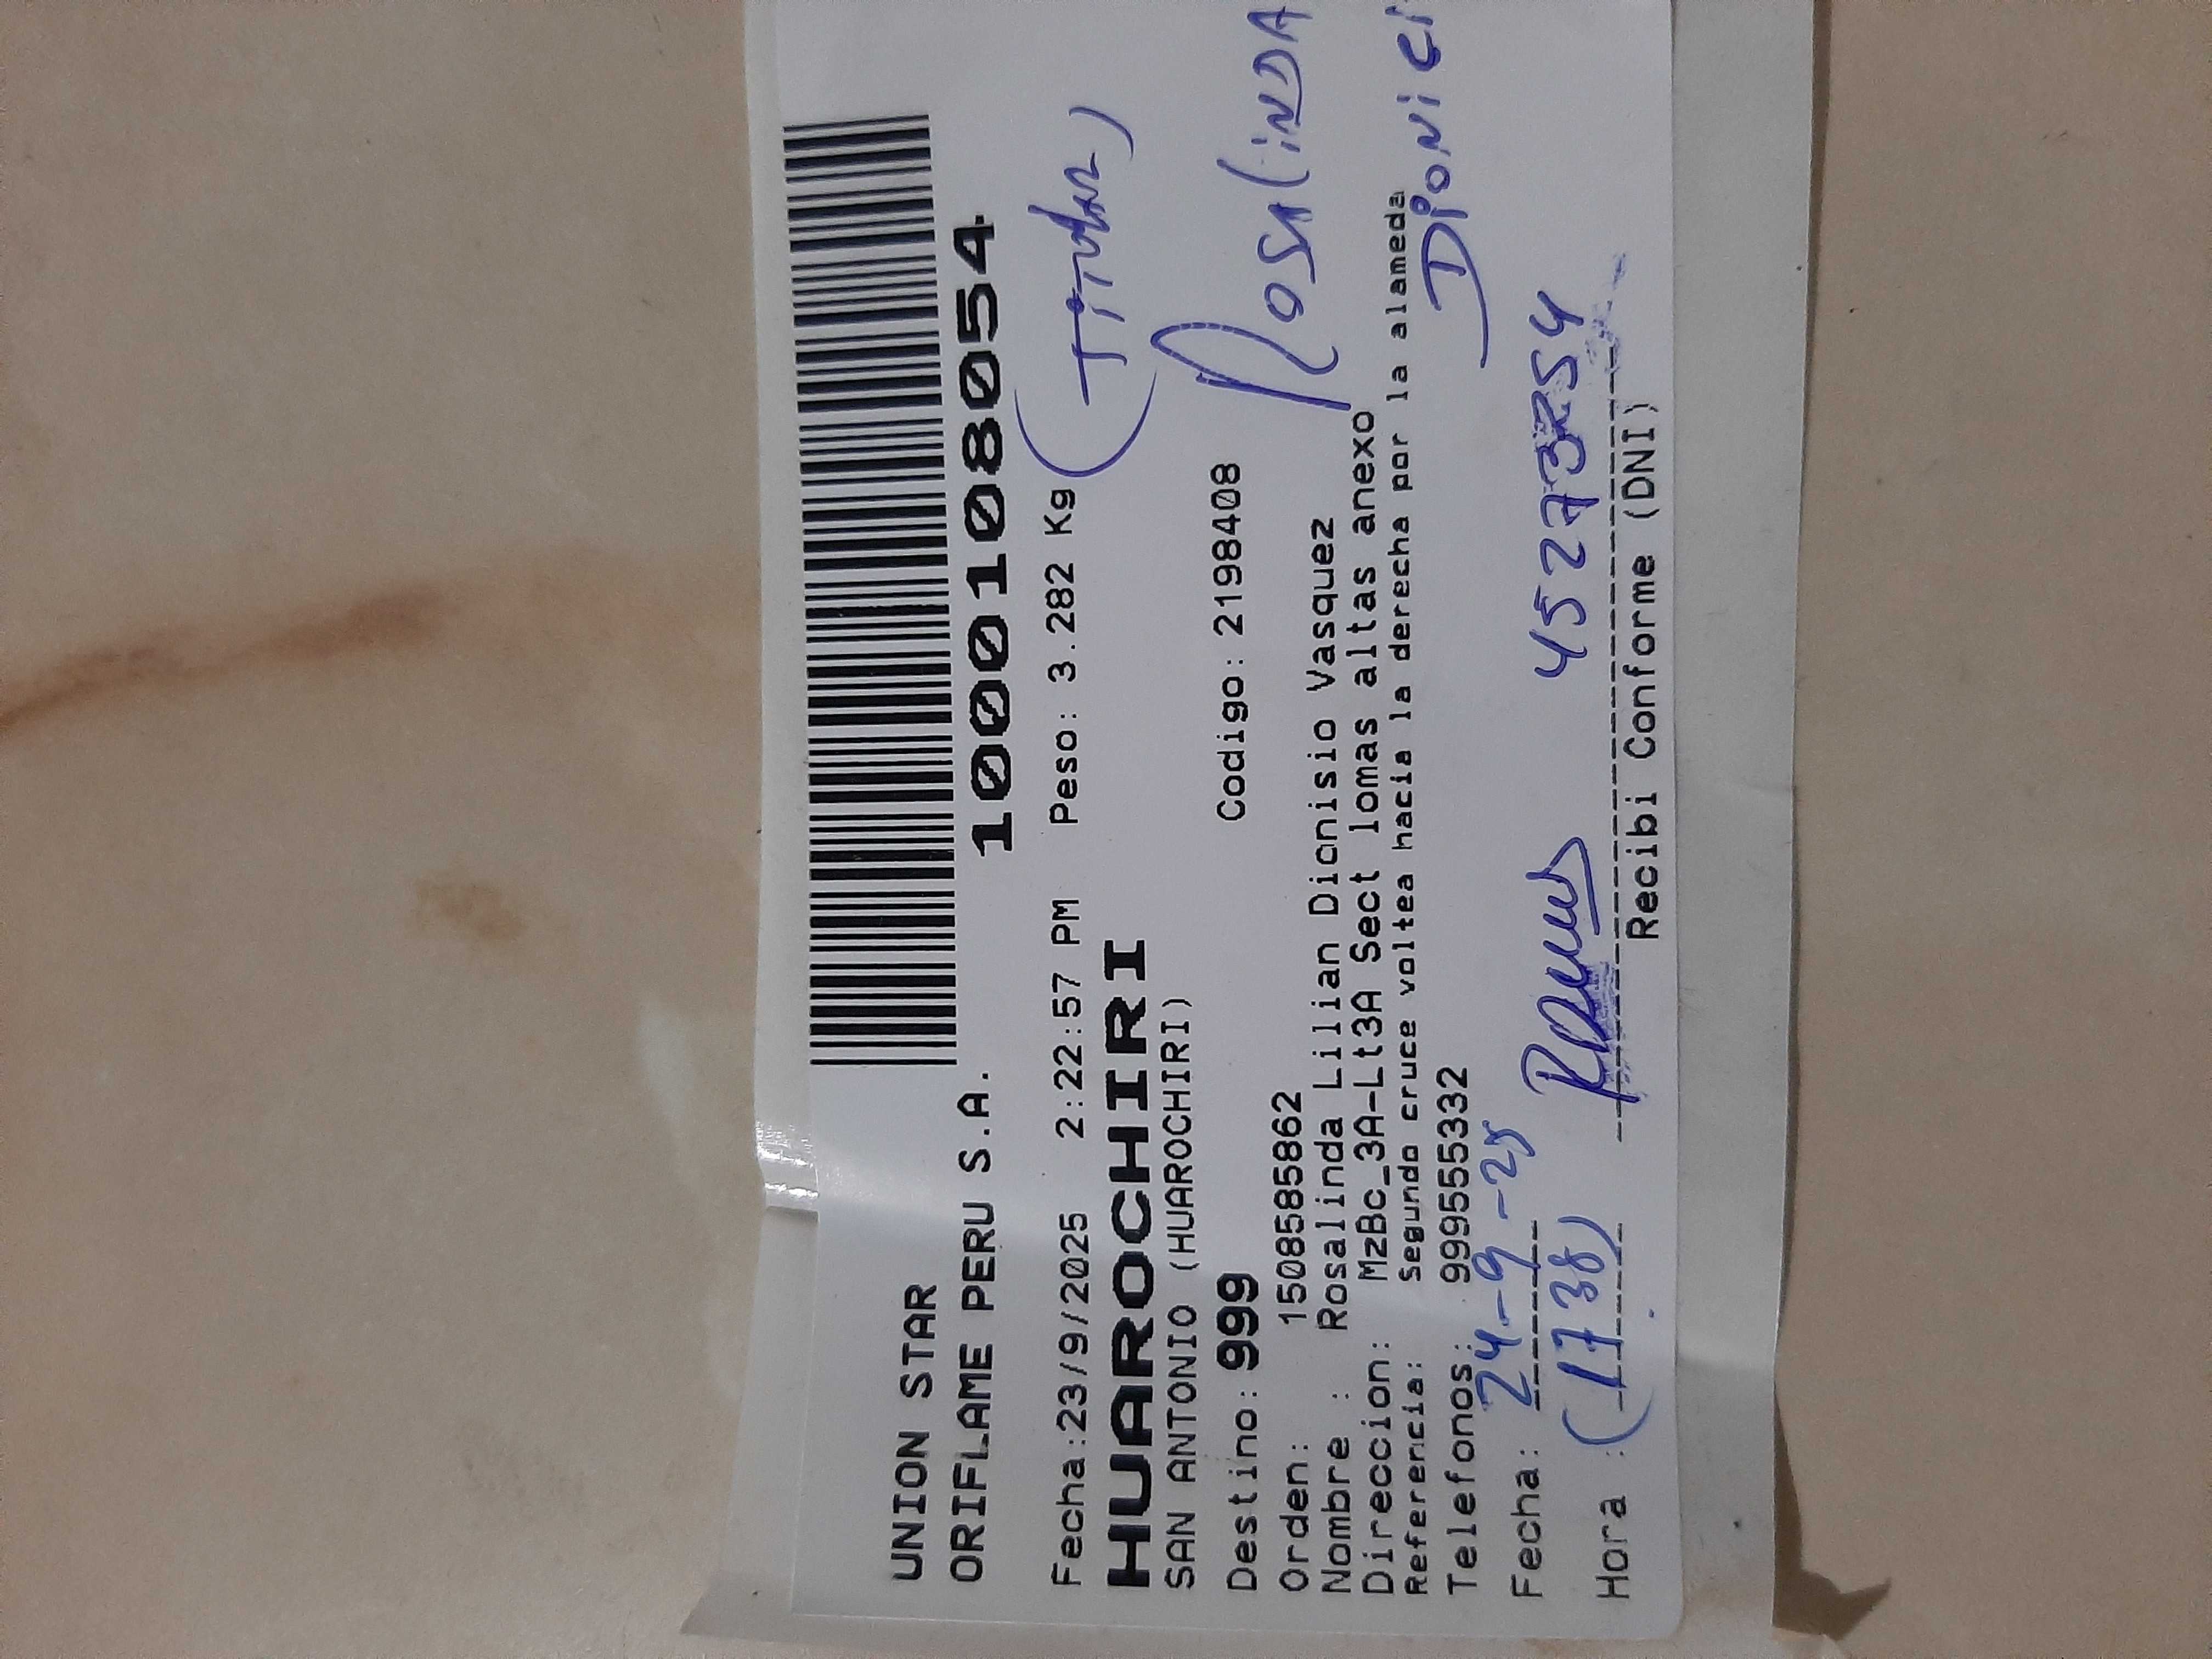 UNION STAR
ORIFLAME PERU S.A.
1000108054
Fecha:23/9/2025 2:22:57 PM Peso: 3.282 Kg
(TITULAR)
HUAROCHIRI
SAN ANTONIO (HUAROCHIRI)
Destino: 999 Codigo: 2198408
ROSALINDA
DIONICI
Orden: 1508585862
Nombre : Rosalinda Lilian Dionisio Vasquez
Direccion: MzBc_3A-Lt3A Sect lomas altas anexo
Referencia: Segundo cruce voltea hacia la derecha por la alameda
Telefonos: 999555332
Fecha: 24-9-25
45273254
Hora : (1738)
Recibi Conforme (DNI)